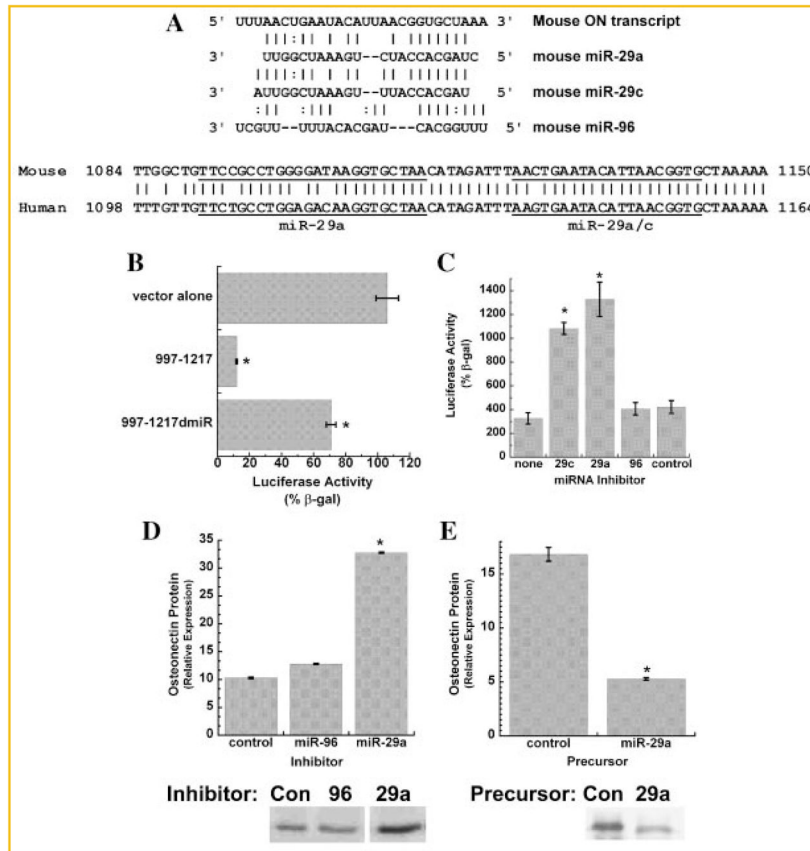 A
5' UUUAACUGAAUACAUUAACGGUGCUAAA 3' Mouse ON transcript
3' UUGGCUAAAGU--CUACCACGAUC 5' mouse miR-29a
3' AUUGGCUAAAGU--UUACCACGAU 5' mouse miR-29c
3' UCGUU--UUUACACGAU---CACGGUUU 5' mouse miR-96
Mouse 1084 TTGGCTGTTCCGCCTGGGGATAAGGTGCTAACATAGATTTAACTGAATACATTAACGGTGCTAAAAA 1150
Human 1098 TTTGTTGTTCTGCCTGGAGACAAGGTGCTAACATAGATTTAAGTGAATACATTAACGGTGCTAAAAA 1164
miR-29a miR-29a/c
B
vector alone
997-1217
*
997-1217dmiR
*
0 20 40 60 80 100 120
Luciferase Activity
(% β-gal)
C
Luciferase Activity
(% β-gal)
1400
1200
1000
800
600
400
200
0
* *
none 29c 29a 96 control
miRNA Inhibitor
D
Osteonectin Protein
(Relative Expression)
35
30
25
20
15
10
5
0
*
control miR-96 miR-29a
Inhibitor
Inhibitor: Con 96 29a
E
Osteonectin Protein
(Relative Expression)
15
10
5
0
*
control miR-29a
Precursor
Precursor: Con 29a